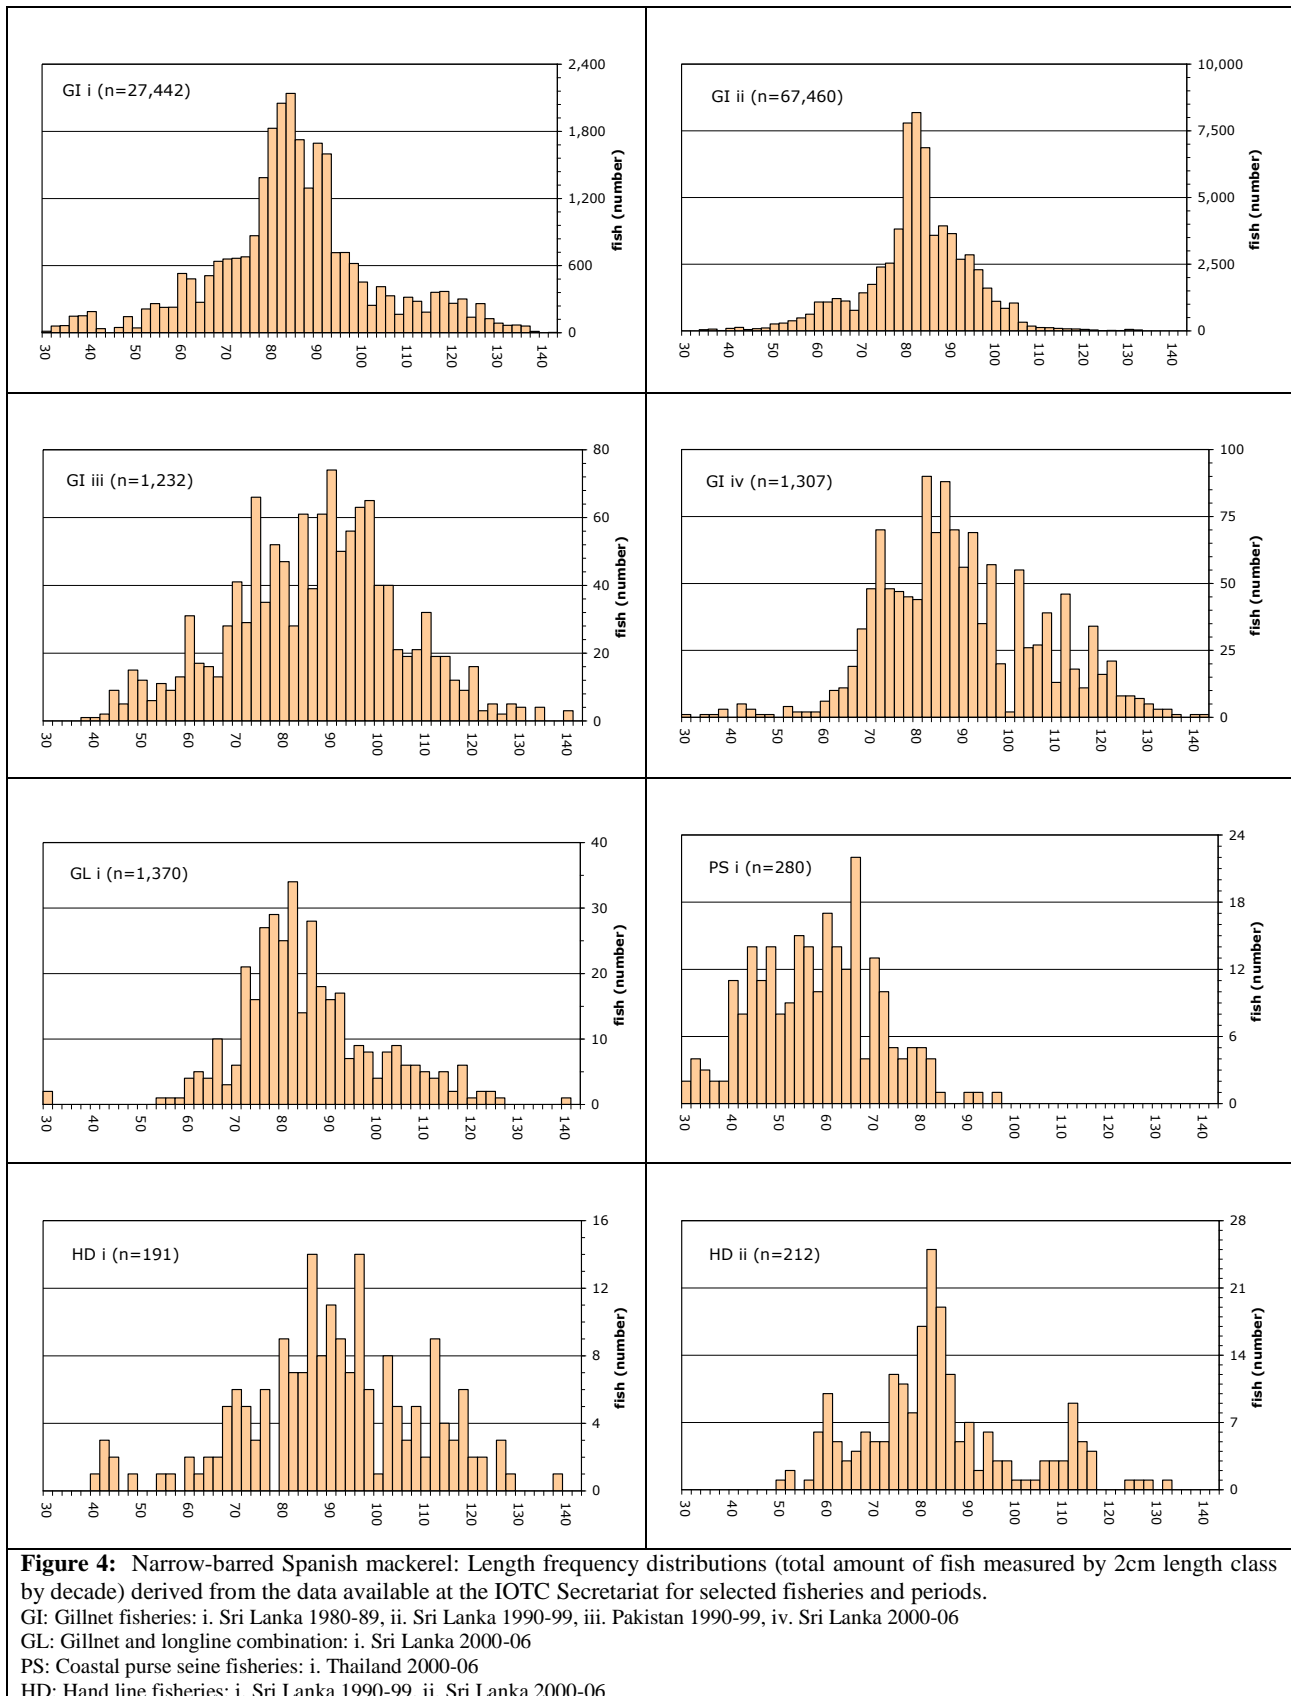 GI i (n=27,442)
2,400
1,800
1,200
600
0
fish (number)
30 40 50 60 70 80 90 100 110 120 130 140
GI ii (n=67,460)
10,000
7,500
5,000
2,500
0
fish (number)
30 40 50 60 70 80 90 100 110 120 130 140
GI iii (n=1,232)
80
60
40
20
0
fish (number)
30 40 50 60 70 80 90 100 110 120 130 140
GI iv (n=1,307)
100
75
50
25
0
fish (number)
30 40 50 60 70 80 90 100 110 120 130 140
GL i (n=1,370)
40
30
20
10
0
fish (number)
30 40 50 60 70 80 90 100 110 120 130 140
PS i (n=280)
24
18
12
6
0
fish (number)
30 40 50 60 70 80 90 100 110 120 130 140
HD i (n=191)
16
12
8
4
0
fish (number)
30 40 50 60 70 80 90 100 110 120 130 140
HD ii (n=212)
28
21
14
7
0
fish (number)
30 40 50 60 70 80 90 100 110 120 130 140
Figure 4: Narrow-barred Spanish mackerel: Length frequency distributions (total amount of fish measured by 2cm length class
by decade) derived from the data available at the IOTC Secretariat for selected fisheries and periods.
GI: Gillnet fisheries: i. Sri Lanka 1980-89, ii. Sri Lanka 1990-99, iii. Pakistan 1990-99, iv. Sri Lanka 2000-06
GL: Gillnet and longline combination: i. Sri Lanka 2000-06
PS: Coastal purse seine fisheries: i. Thailand 2000-06
HD: Hand line fisheries: i. Sri Lanka 1990-99, ii. Sri Lanka 2000-06